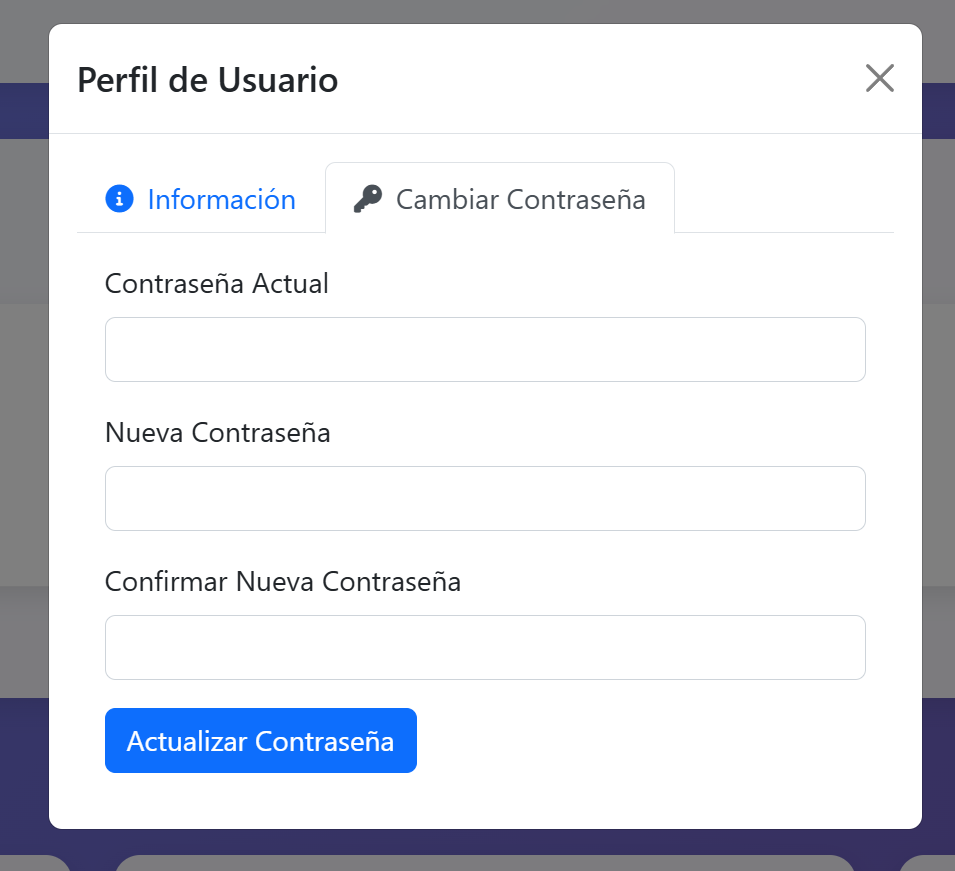 Perfil de Usuario
Información
Cambiar Contraseña
Contraseña Actual
Nueva Contraseña
Confirmar Nueva Contraseña
Actualizar Contraseña